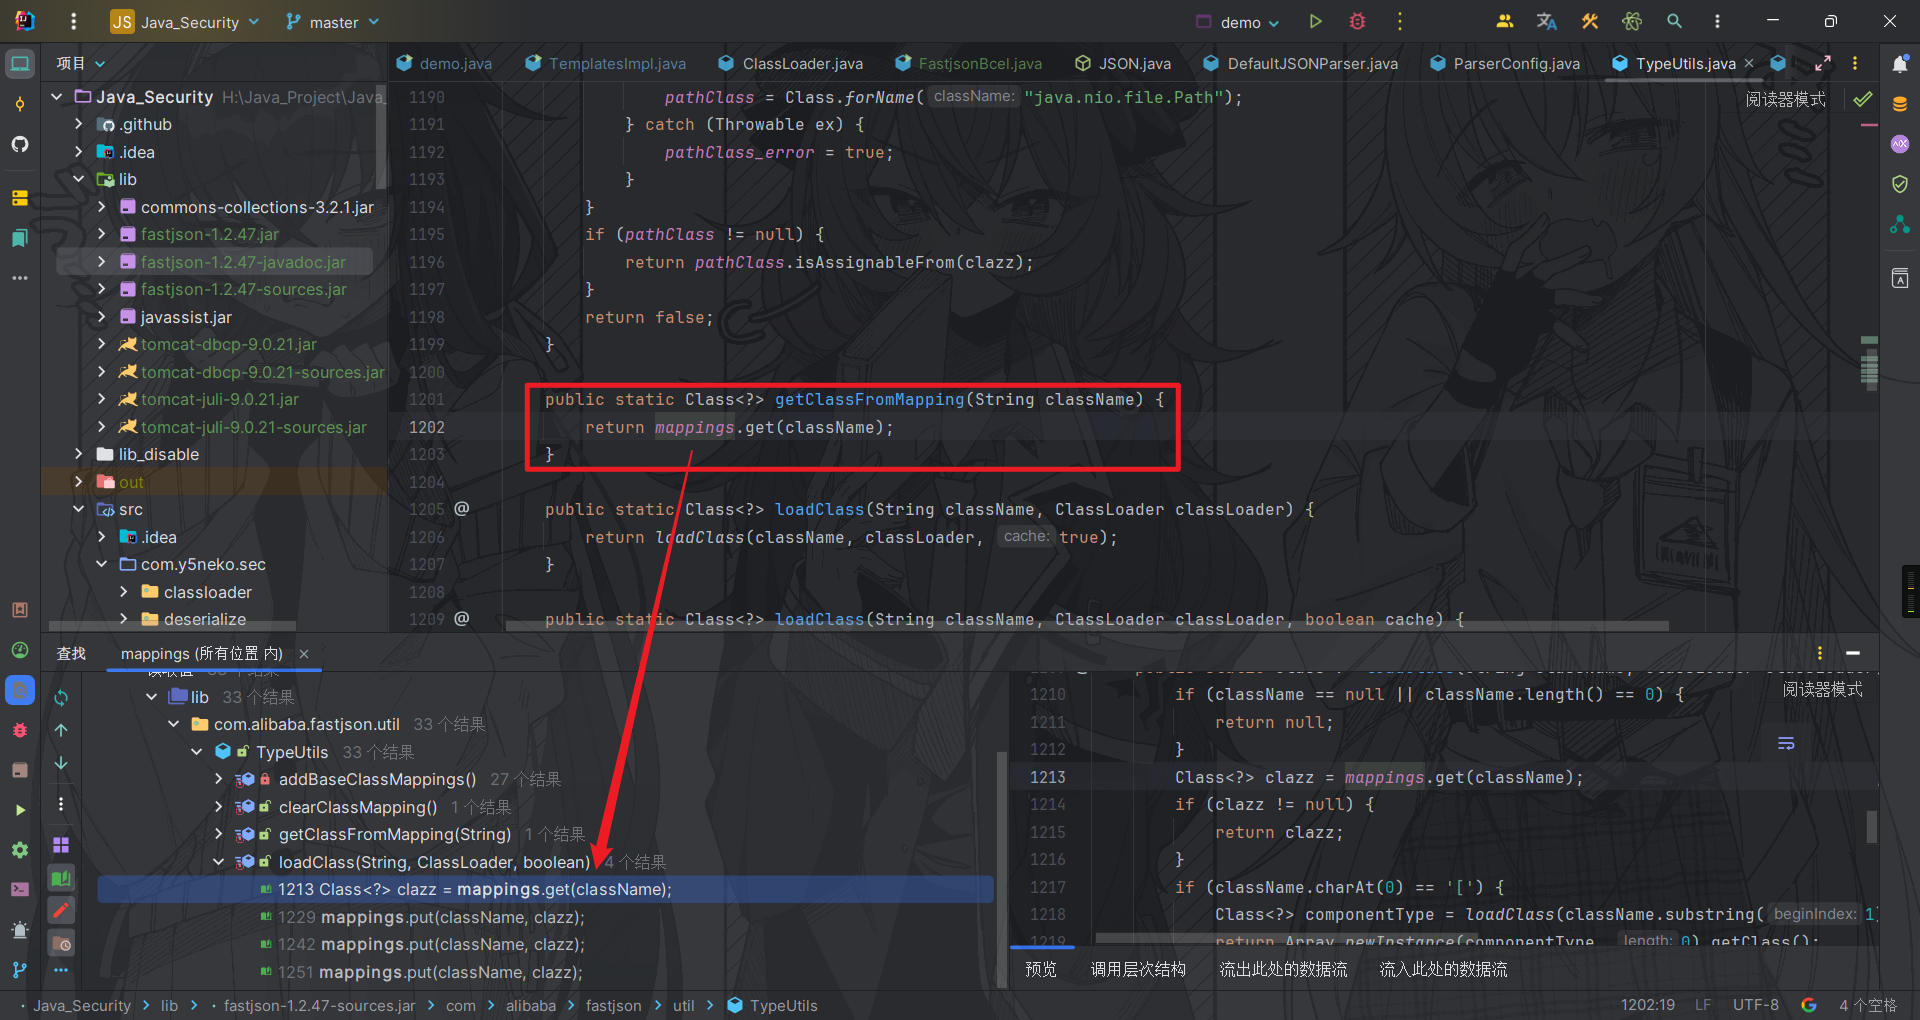 JS Java_Security master demo
项目 demo.java TemplatesImpl.java ClassLoader.java FastjsonBcel.java JSON.java DefaultJSONParser.java ParserConfig.java TypeUtils.java
Java_Security H:\Java_Project\Java_
.github
.idea
lib
commons-collections-3.2.1.jar
fastjson-1.2.47.jar
fastjson-1.2.47-javadoc.jar
fastjson-1.2.47-sources.jar
javassist.jar
tomcat-dbcp-9.0.21.jar
tomcat-dbcp-9.0.21-sources.jar
tomcat-juli-9.0.21.jar
tomcat-juli-9.0.21-sources.jar
lib_disable
out
src
.idea
com.y5neko.sec
classloader
deserialize
阅读器模式
1190 pathClass = Class.forName( className: "java.nio.file.Path");
1191 } catch (Throwable ex) {
1192 pathClass_error = true;
1193 }
1194 }
1195 if (pathClass != null) {
1196 return pathClass.isAssignableFrom(clazz);
1197 }
1198 return false;
1199 }
1200
1201 public static Class<?> getClassFromMapping(String className) {
1202 return mappings.get(className);
1203 }
1204
1205 @ public static Class<?> loadClass(String className, ClassLoader classLoader) {
1206 return loadClass(className, classLoader, cache: true);
1207 }
1208
1209 @ public static Class<?> loadClass(String className, ClassLoader classLoader, boolean cache) {
查找 mappings (所有位置 内)
lib 33 个结果
com.alibaba.fastjson.util 33 个结果
TypeUtils 33 个结果
addBaseClassMappings() 27 个结果
clearClassMapping() 1 个结果
getClassFromMapping(String) 1 个结果
loadClass(String, ClassLoader, boolean) 4 个结果
1213 Class<?> clazz = mappings.get(className);
1229 mappings.put(className, clazz);
1242 mappings.put(className, clazz);
1251 mappings.put(className, clazz);
阅读器模式
1210 if (className == null || className.length() == 0) {
1211 return null;
1212 }
1213 Class<?> clazz = mappings.get(className);
1214 if (clazz != null) {
1215 return clazz;
1216 }
1217 if (className.charAt(0) == '[') {
1218 Class<?> componentType = loadClass(className.substring( beginIndex: 1)
1219 return Array.newInstance(componentType, length: 0).getClass();
预览 调用层次结构 流出此处的数据流 流入此处的数据流
Java_Security lib fastjson-1.2.47-sources.jar com alibaba fastjson util TypeUtils 1202:19 LF UTF-8 4 个空格